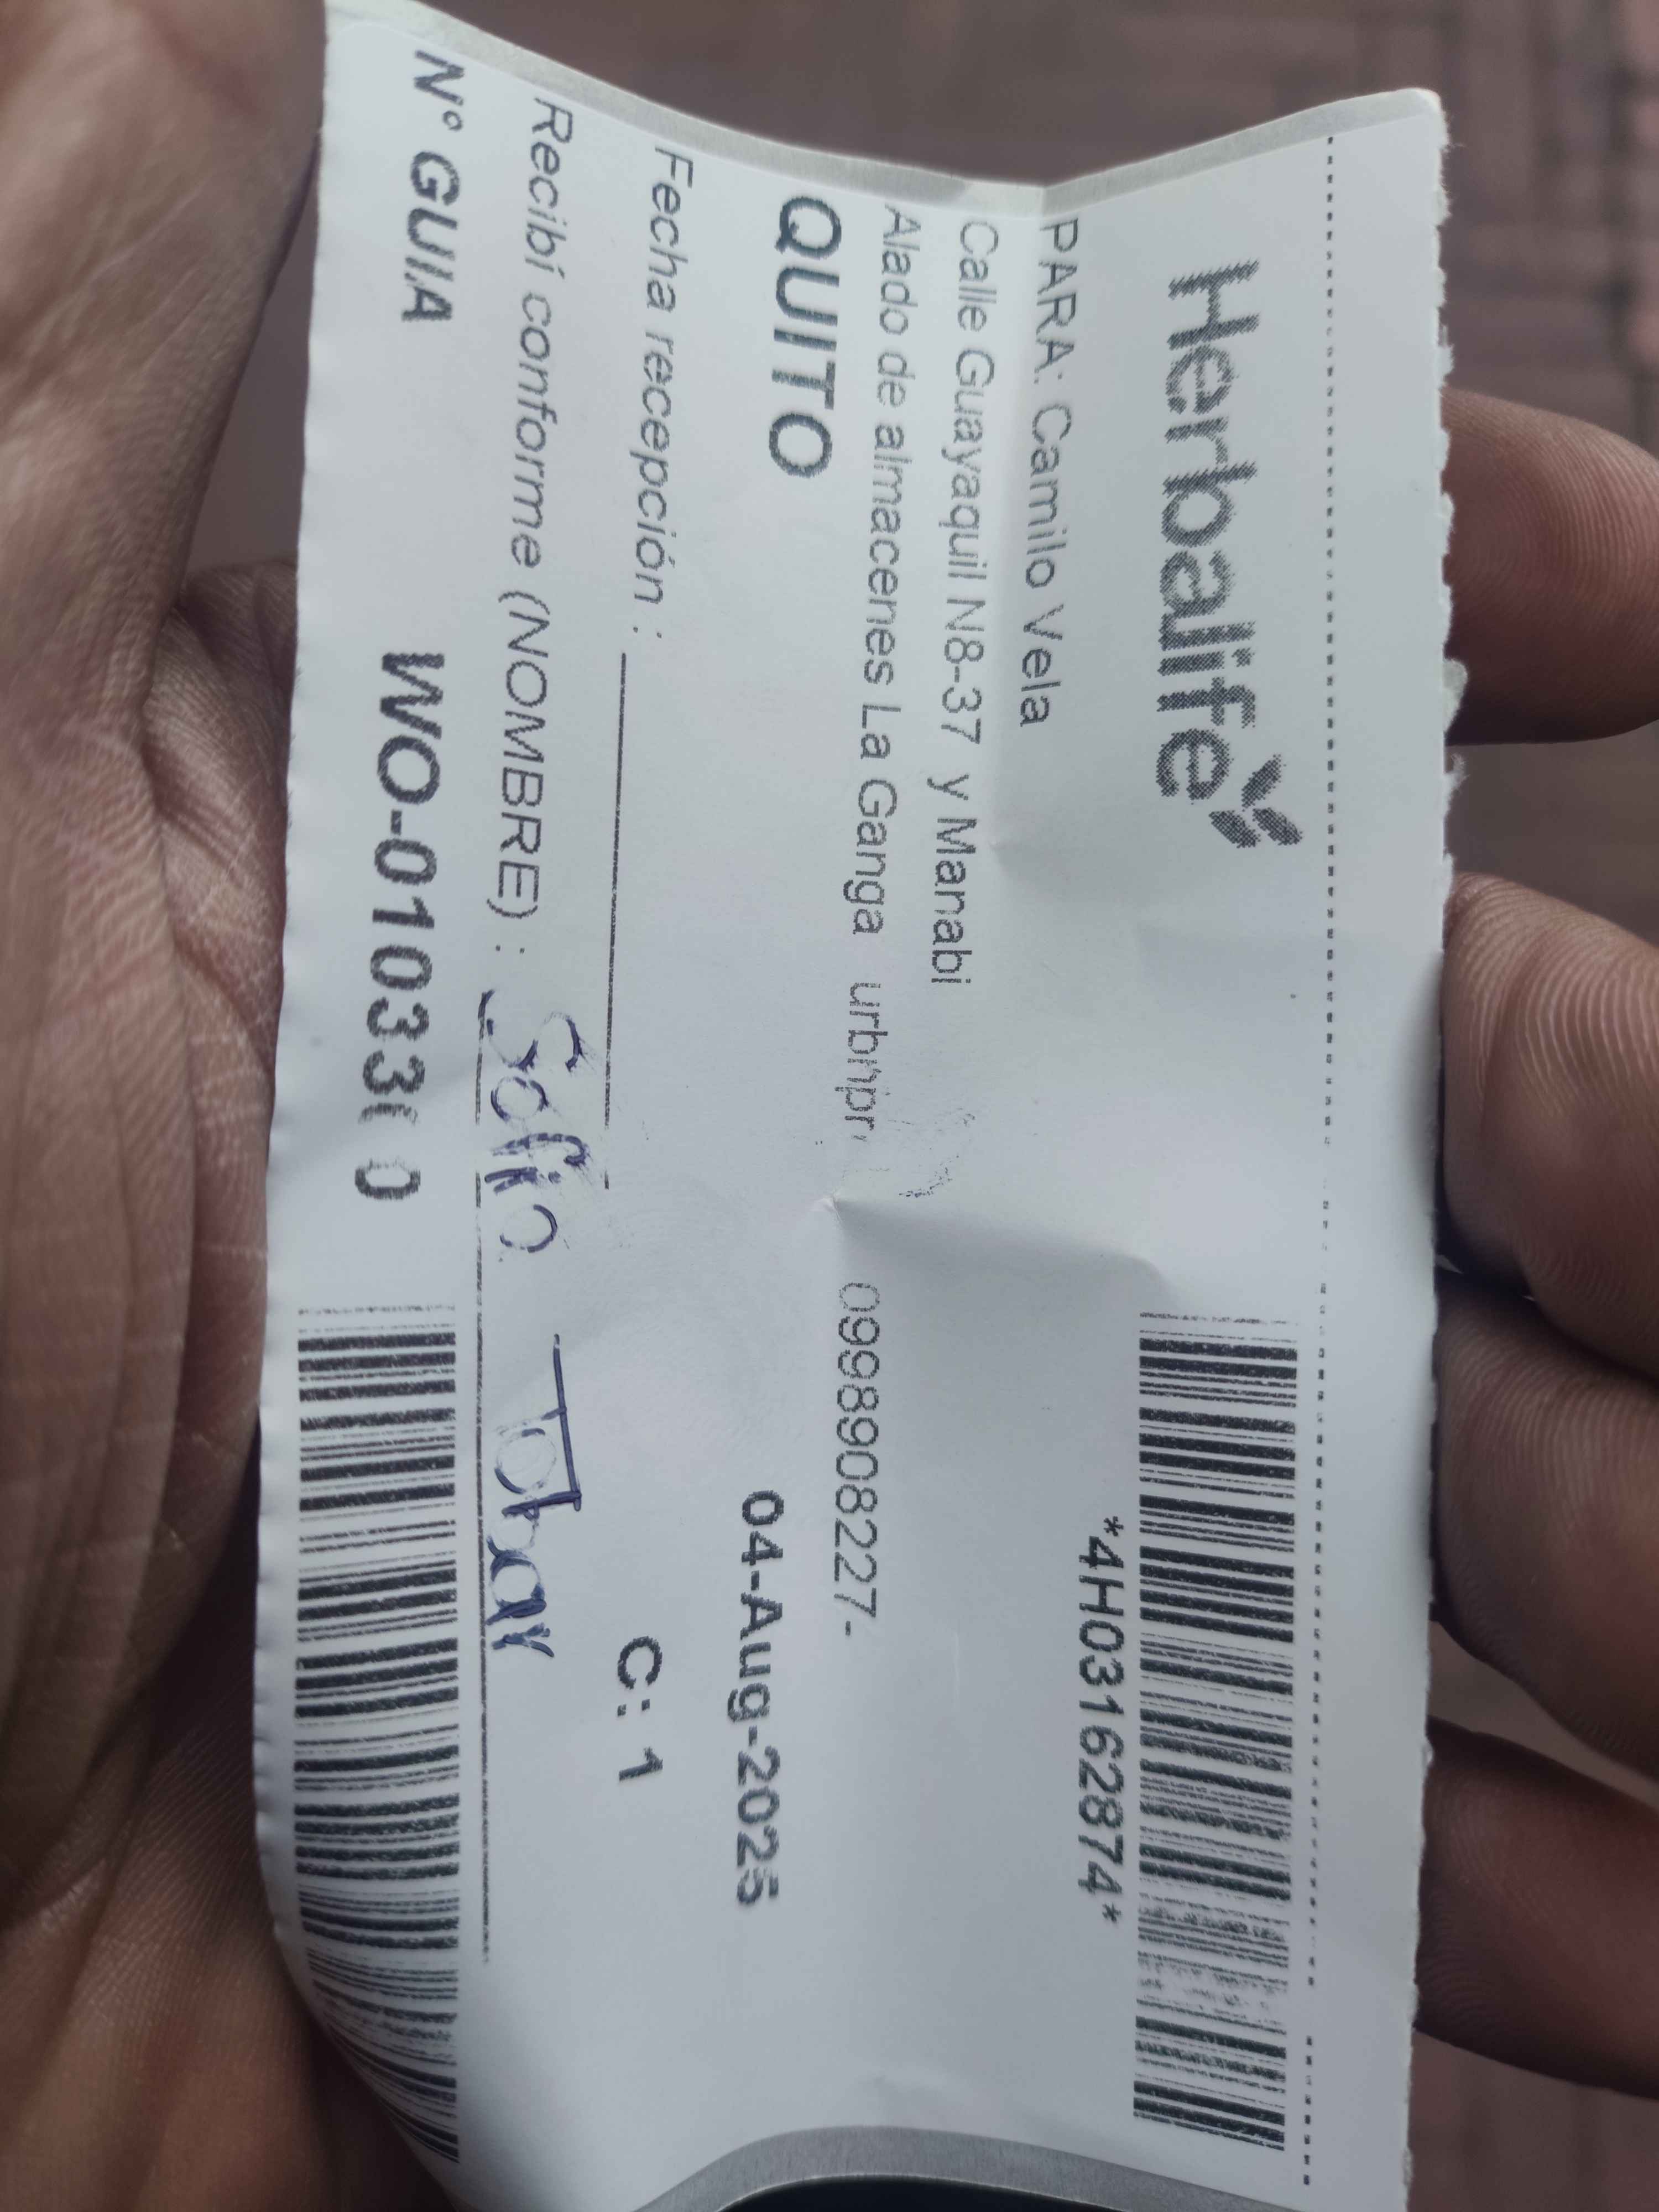 Herbalife
*4H03162874*
PARA: Camilo Vela
Calle Guayaquil N8-37 y Manabi
Alado de almacenes La Ganga 0998908227-
QUITO
04-Aug-2025
Fecha recepción :
C: 1
Recibí conforme (NOMBRE) : Sofia Tobar
N° GUIA